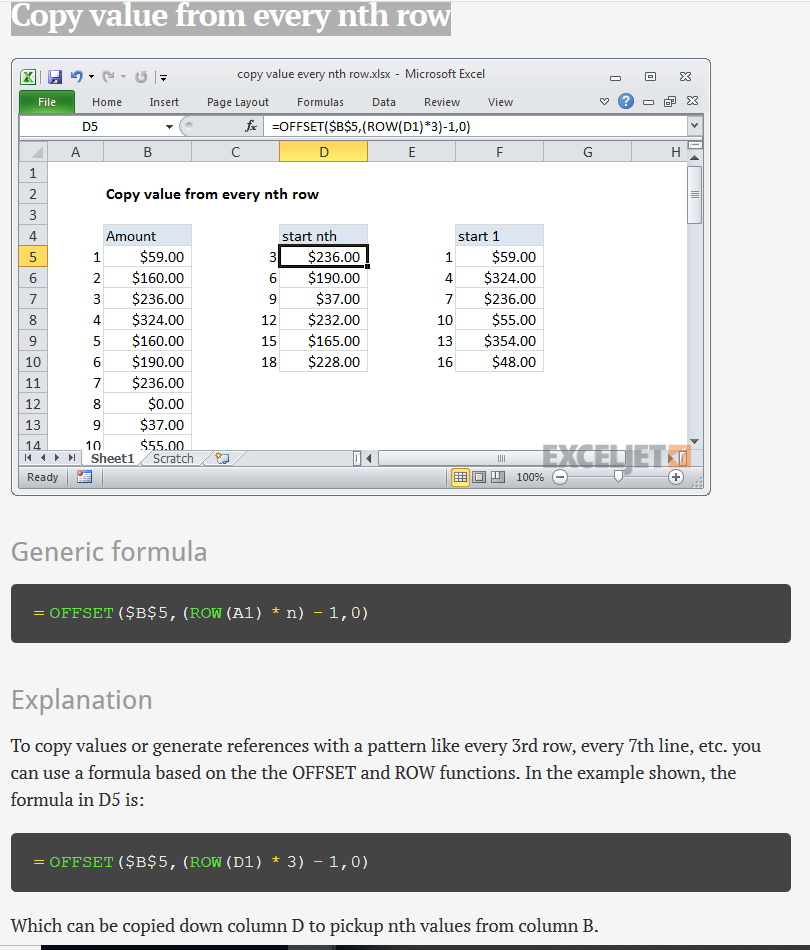 Copy value from every nth row
copy value every nth row.xlsx - Microsoft Excel
File Home Insert Page Layout Formulas Data Review View
D5 fx =OFFSET($B$5,(ROW(D1)*3)-1,0)
A B C D E F G H
1
2 Copy value from every nth row
3
4 Amount start nth start 1
5 1 $59.00 3 $236.00 1 $59.00
6 2 $160.00 6 $190.00 4 $324.00
7 3 $236.00 9 $37.00 7 $236.00
8 4 $324.00 12 $232.00 10 $55.00
9 5 $160.00 15 $165.00 13 $354.00
10 6 $190.00 18 $228.00 16 $48.00
11 7 $236.00
12 8 $0.00
13 9 $37.00
14 10 $55.00
Sheet1 Scratch
EXCELJET
Ready 100%
Generic formula
=OFFSET($B$5,(ROW(A1) * n) - 1,0)
Explanation
To copy values or generate references with a pattern like every 3rd row, every 7th line, etc. you
can use a formula based on the the OFFSET and ROW functions. In the example shown, the
formula in D5 is:
=OFFSET($B$5,(ROW(D1) * 3) - 1,0)
Which can be copied down column D to pickup nth values from column B.